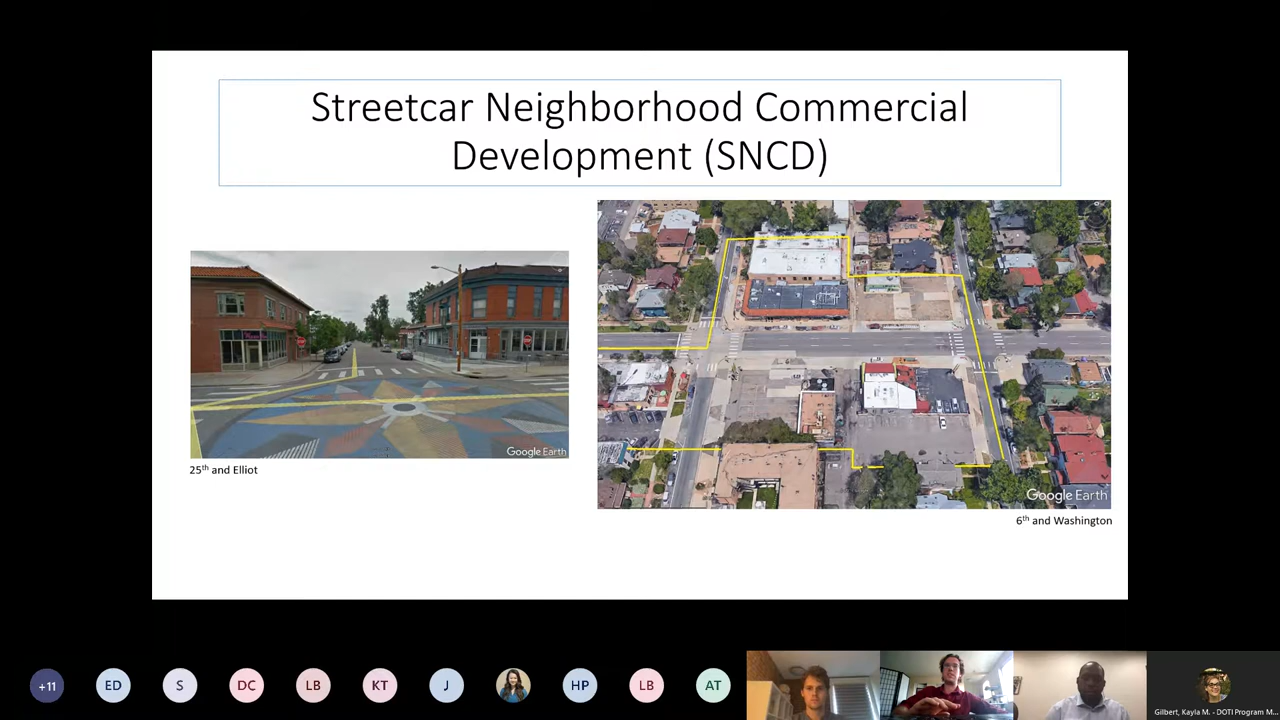 Streetcar Neighborhood Commercial
Development (SNCD)
Google Earth
25th and Elliot
Google Earth
6th and Washington
+11
ED
S
DC
LB
KT
J
HP
LB
AT
Gilbert, Kayla M. - DOTI Program M...